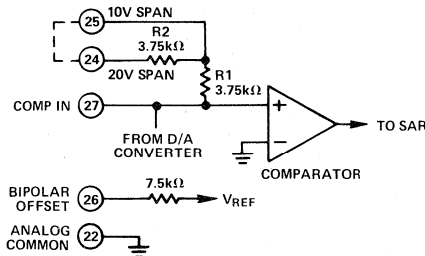 25
10V SPAN
R2
3.75kΩ
24
20V SPAN
R1
3.75kΩ
COMP IN
27
FROM D/A
CONVERTER
+
−
COMPARATOR
TO SAR
BIPOLAR
OFFSET
26
7.5kΩ
VREF
ANALOG
COMMON
22